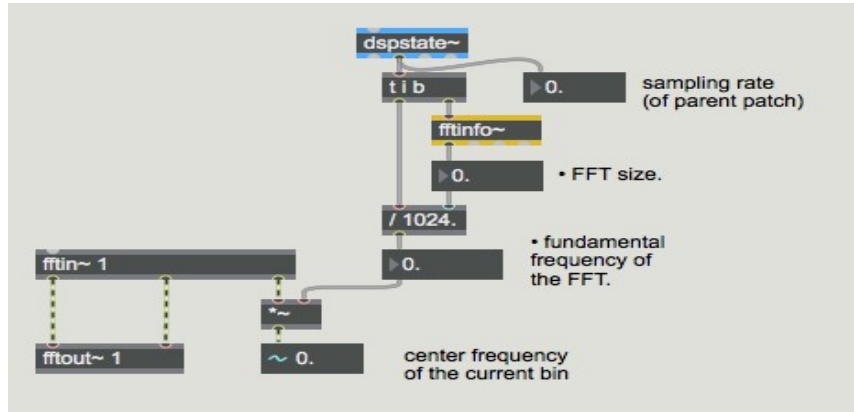 dspstate~
t i b
0.
sampling rate
(of parent patch)
fftinfo~
0.
• FFT size.
/ 1024.
• fundamental
frequency of
the FFT.
0.
fftin~ 1
*~
fftout~ 1
~ 0.
center frequency
of the current bin